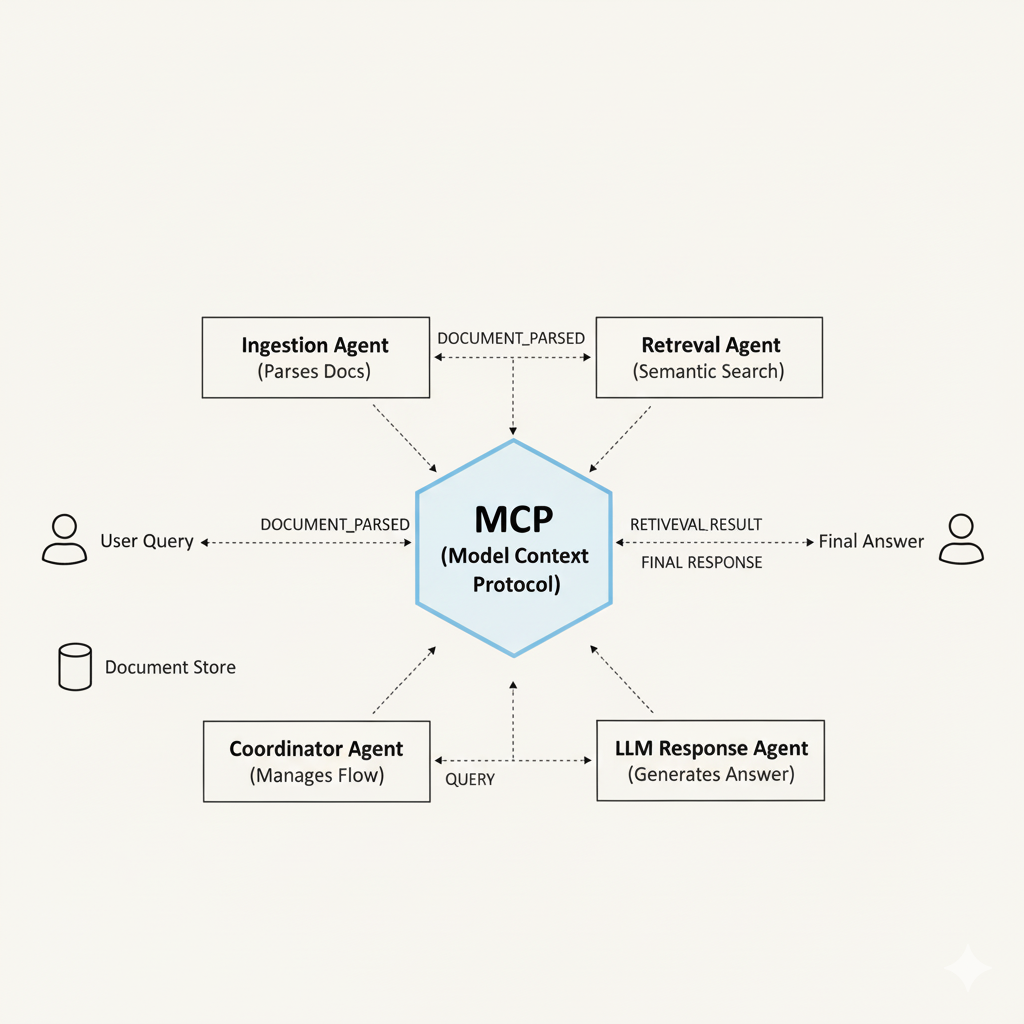 Ingestion Agent
(Parses Docs)
DOCUMENT_PARSED
Retreval Agent
(Semantic Search)
User Query
DOCUMENT_PARSED
MCP
(Model Context
Protocol)
RETIVEVAL_RESULT
FINAL RESPONSE
Final Answer
Document Store
Coordinator Agent
(Manages Flow)
QUERY
LLM Response Agent
(Generates Answer)